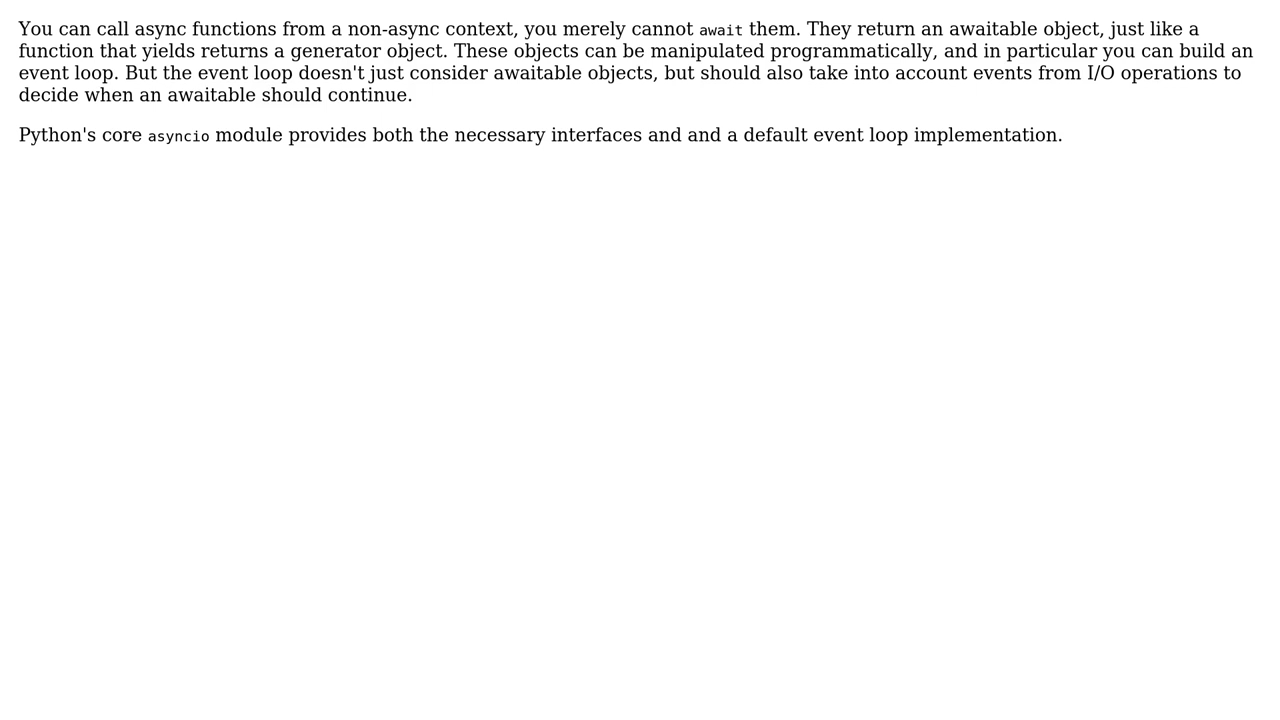 You can call async functions from a non-async context, you merely cannot await them. They return an awaitable object, just like a
function that yields returns a generator object. These objects can be manipulated programmatically, and in particular you can build an
event loop. But the event loop doesn't just consider awaitable objects, but should also take into account events from I/O operations to
decide when an awaitable should continue.
Python's core asyncio module provides both the necessary interfaces and and a default event loop implementation.